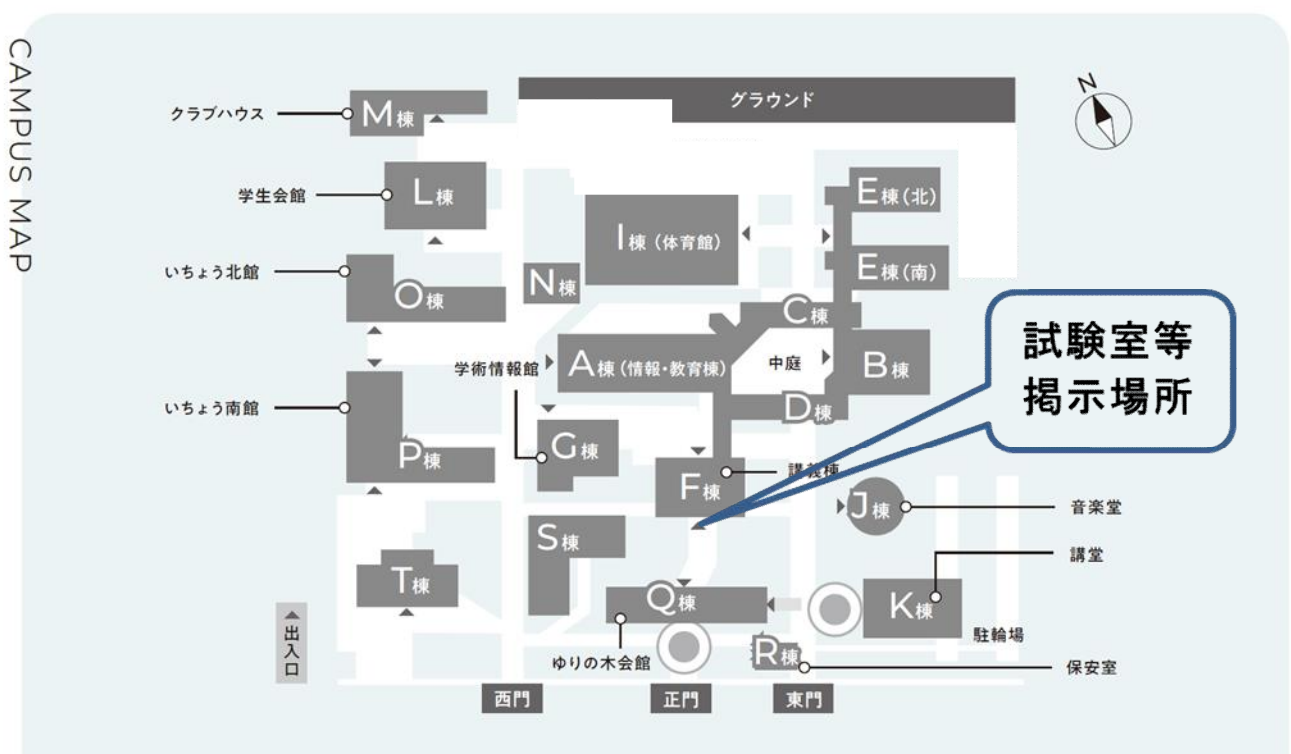 CAMPUS MAP
グラウンド
N
クラブハウス
M棟
学生会館
L棟
E棟(北)
I棟(体育館)
いちょう北館
O棟
N棟
E棟(南)
C棟
試験室等
掲示場所
学術情報館
A棟(情報・教育棟)
中庭
B棟
いちょう南館
D棟
P棟
G棟
F棟
講義棟
J棟
音楽堂
S棟
講堂
T棟
Q棟
K棟
駐輪場
出入口
ゆりの木会館
R棟
保安室
西門
正門
東門